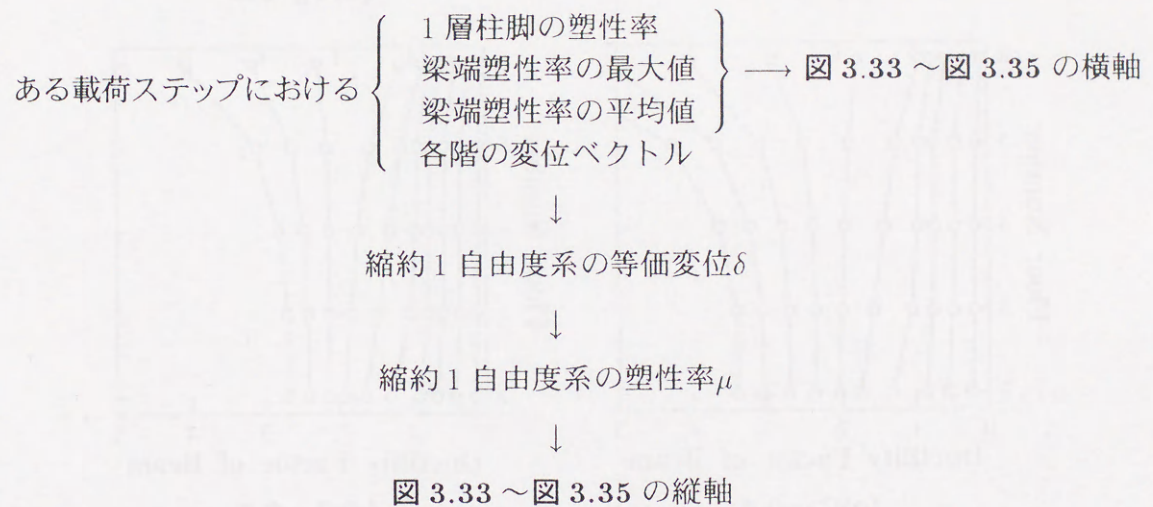 1 層柱脚の塑性率
梁端塑性率の最大値
ある載荷ステップにおける
→ 図 3.33 ～図 3.35 の横軸
梁端塑性率の平均値
各階の変位ベクトル
↓
縮約 1 自由度系の等価変位δ
↓
縮約 1 自由度系の塑性率μ
↓
図 3.33 ～図 3.35 の縦軸